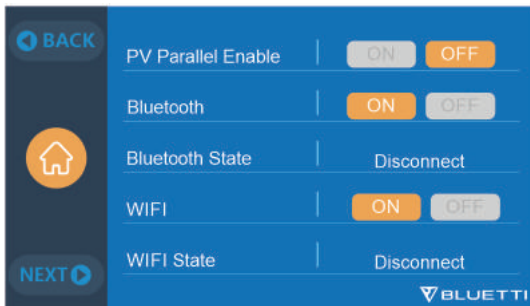 BACK
PV Parallel Enable ON OFF
Bluetooth ON OFF
Bluetooth State Disconnect
WIFI ON OFF
WIFI State Disconnect
NEXT
BLUETTI